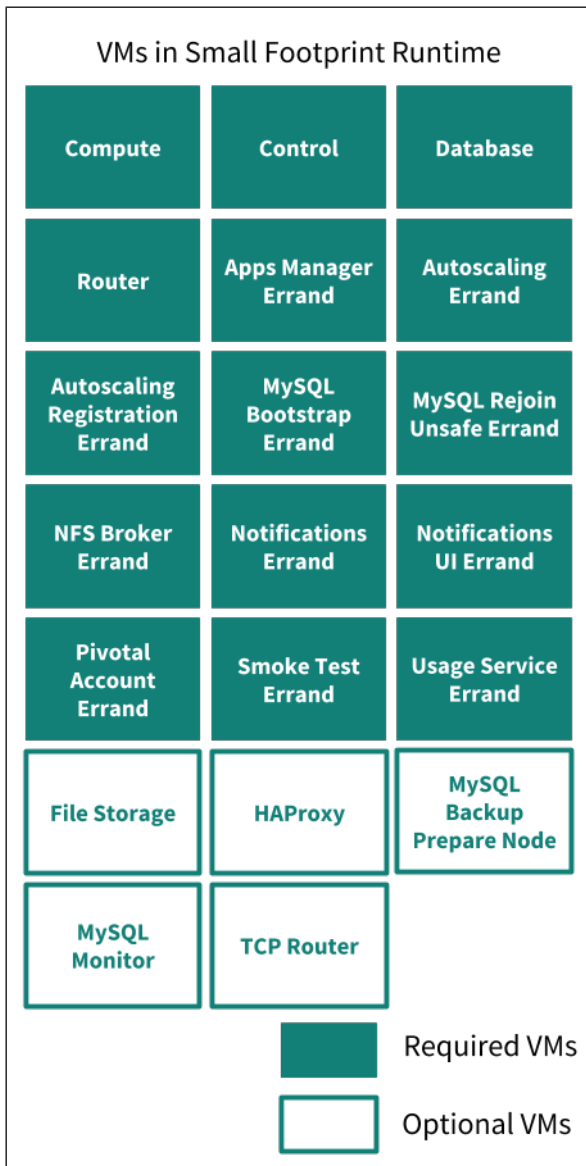 VMs in Small Footprint Runtime
Compute
Control
Database
Router
Apps Manager
Errand
Autoscaling
Errand
Autoscaling
Registration
Errand
MySQL
Bootstrap
Errand
MySQL Rejoin
Unsafe Errand
NFS Broker
Errand
Notifications
Errand
Notifications
UI Errand
Pivotal
Account
Errand
Smoke Test
Errand
Usage Service
Errand
File Storage
HAProxy
MySQL
Backup
Prepare Node
MySQL
Monitor
TCP Router
Required VMs
Optional VMs